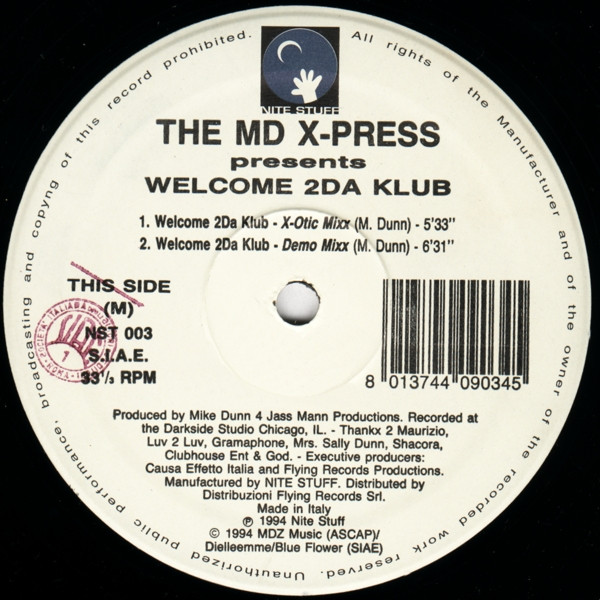 All rights of the Manufacturer and of the owner of the recorded work reserved. Unauthorized public performance, broadcasting and copyng of this record prohibited.
NITE STUFF
THE MD X-PRESS
presents
WELCOME 2DA KLUB
1. Welcome 2Da Klub - X-Otic Mixx (M. Dunn) - 5'33"
2. Welcome 2Da Klub - Demo Mixx (M. Dunn) - 6'31"
THIS SIDE
(M)
NST 003
S.I.A.E.
33⅓ RPM
8 013744 090345
Produced by Mike Dunn 4 Jass Mann Productions. Recorded at
the Darkside Studio Chicago, IL. - Thankx 2 Maurizio,
Luv 2 Luv, Gramaphone, Mrs. Sally Dunn, Shacora,
Clubhouse Ent & God. - Executive producers:
Causa Effetto Italia and Flying Records Productions.
Manufactured by NITE STUFF. Distributed by
Distribuzioni Flying Records Srl.
Made in Italy
℗ 1994 Nite Stuff
© 1994 MDZ Music (ASCAP)/
Dielleemme/Blue Flower (SIAE)